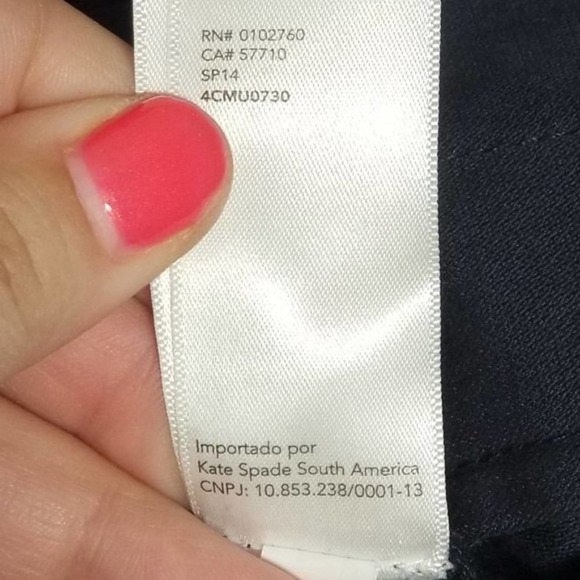 RN# 0102760
CA# 57710
SP14
4CMU0730
Importado por
Kate Spade South America
CNPJ: 10.853.238/0001-13